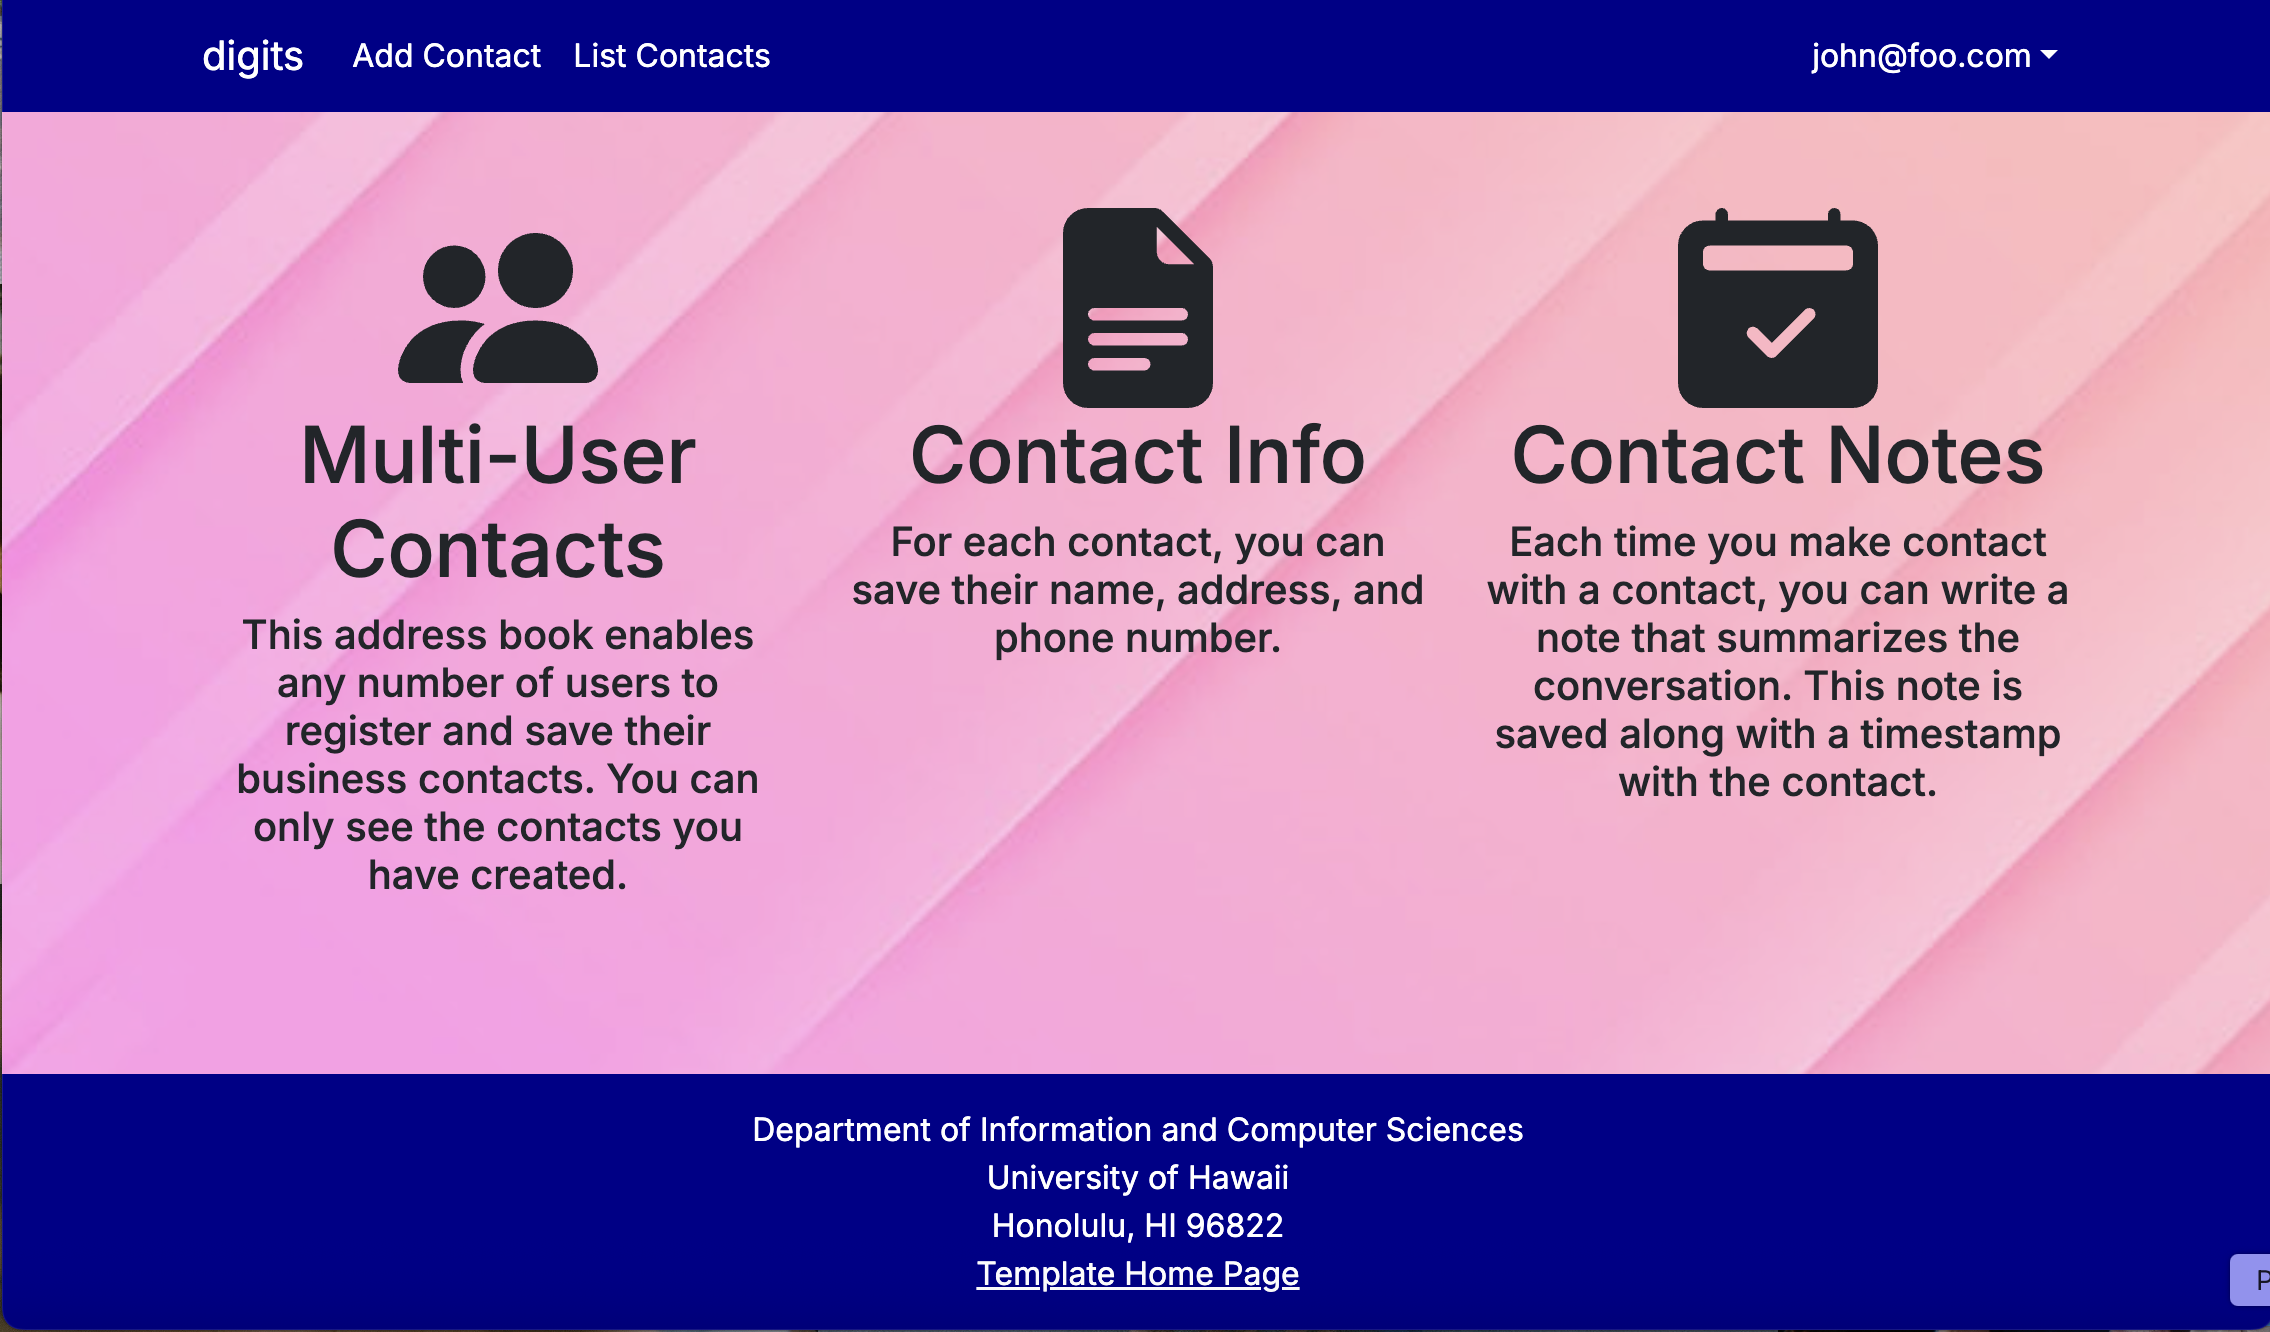 digits Add Contact List Contacts john@foo.com
Multi-User
Contacts
This address book enables
any number of users to
register and save their
business contacts. You can
only see the contacts you
have created.
Contact Info
For each contact, you can
save their name, address, and
phone number.
Contact Notes
Each time you make contact
with a contact, you can write a
note that summarizes the
conversation. This note is
saved along with a timestamp
with the contact.
Department of Information and Computer Sciences
University of Hawaii
Honolulu, HI 96822
Template Home Page